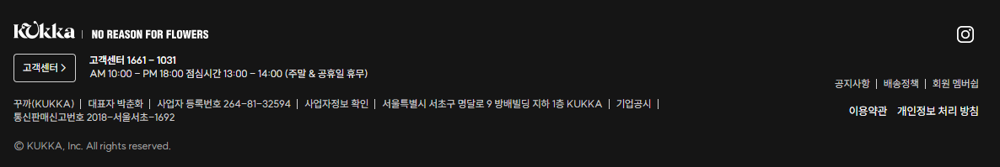 KUKKA | NO REASON FOR FLOWERS
고객센터 >
고객센터 1661 - 1031
AM 10:00 - PM 18:00 점심시간 13:00 - 14:00 (주말 & 공휴일 휴무)
꾸까(KUKKA) | 대표자 박춘화 | 사업자 등록번호 264-81-32594 | 사업자정보 확인 | 서울특별시 서초구 명달로 9 방배빌딩 지하 1층 KUKKA | 기업공시 |
통신판매신고번호 2018-서울서초-1692
© KUKKA, Inc. All rights reserved.
공지사항 | 배송정책 | 회원 멤버쉽
이용약관 개인정보 처리 방침